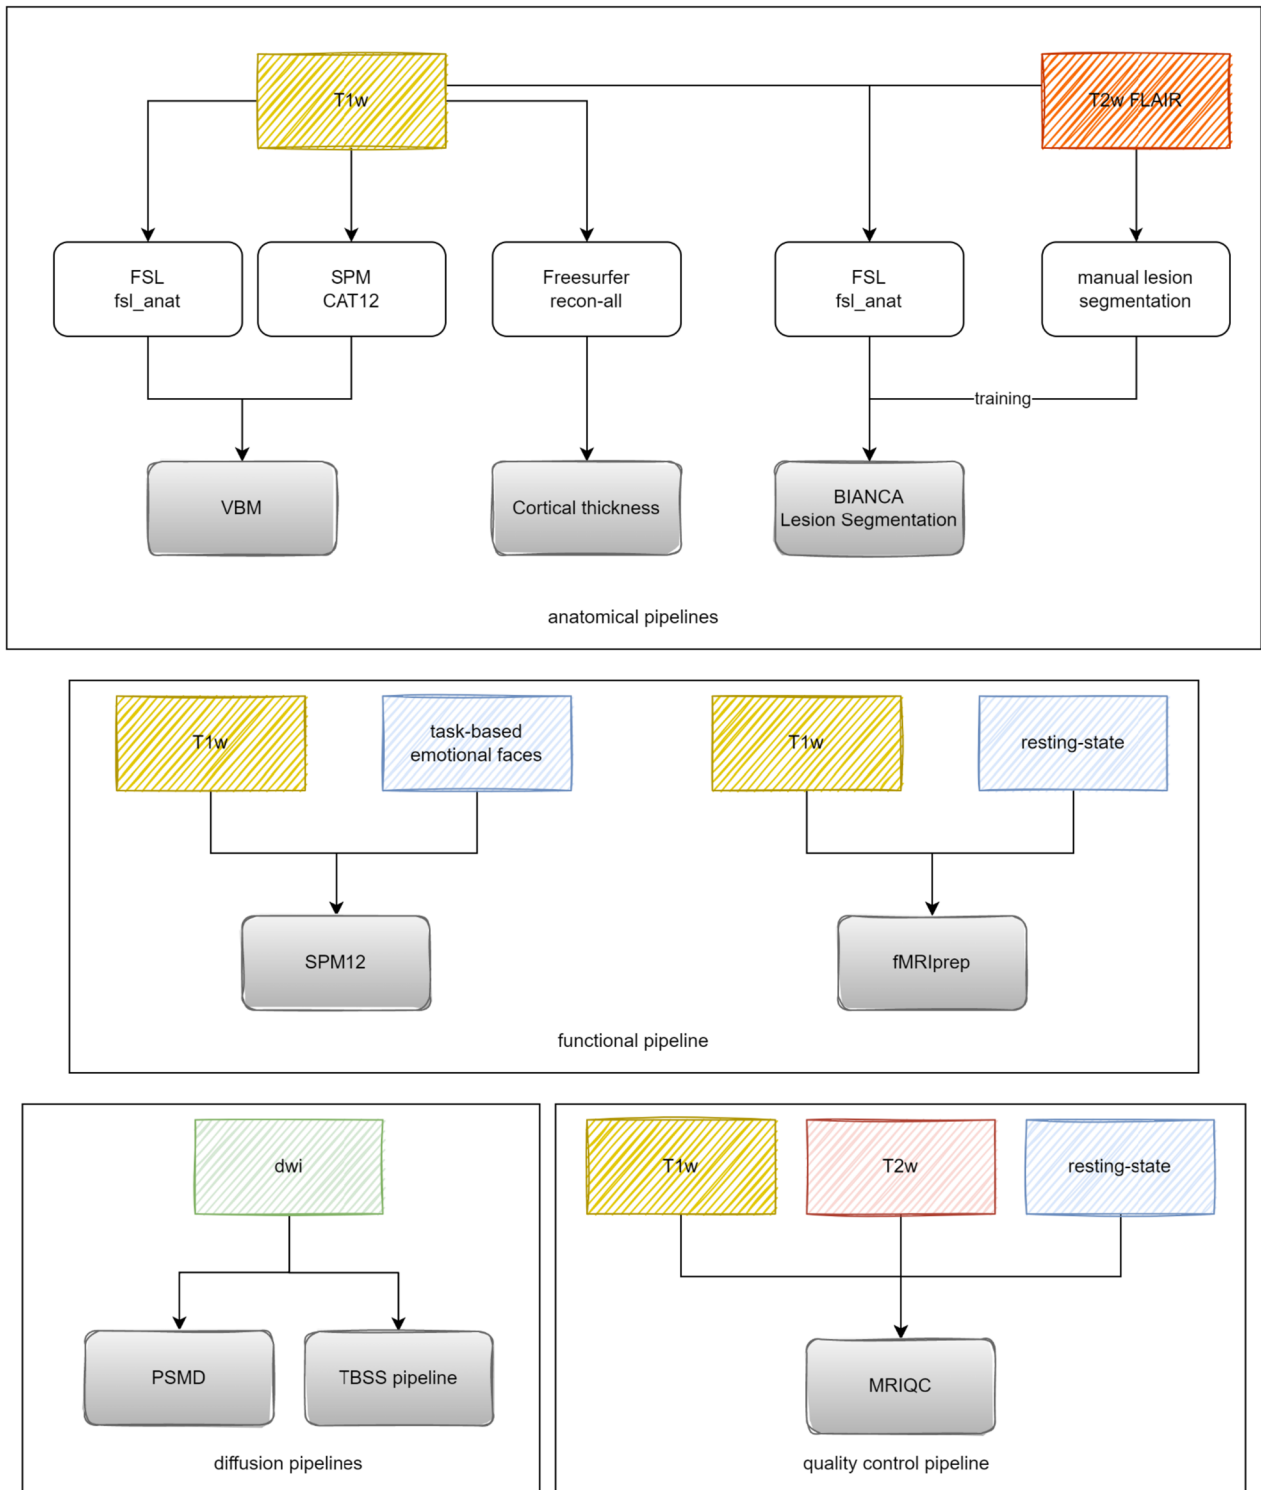 T1w
T2w FLAIR
FSL
fsl_anat
SPM
CAT12
Freesurfer
recon-all
FSL
fsl_anat
manual lesion
segmentation
training
VBM
Cortical thickness
BIANCA
Lesion Segmentation
anatomical pipelines
T1w
task-based
emotional faces
T1w
resting-state
SPM12
fMRIprep
functional pipeline
dwi
PSMD
TBSS pipeline
diffusion pipelines
T1w
T2w
resting-state
MRIQC
quality control pipeline